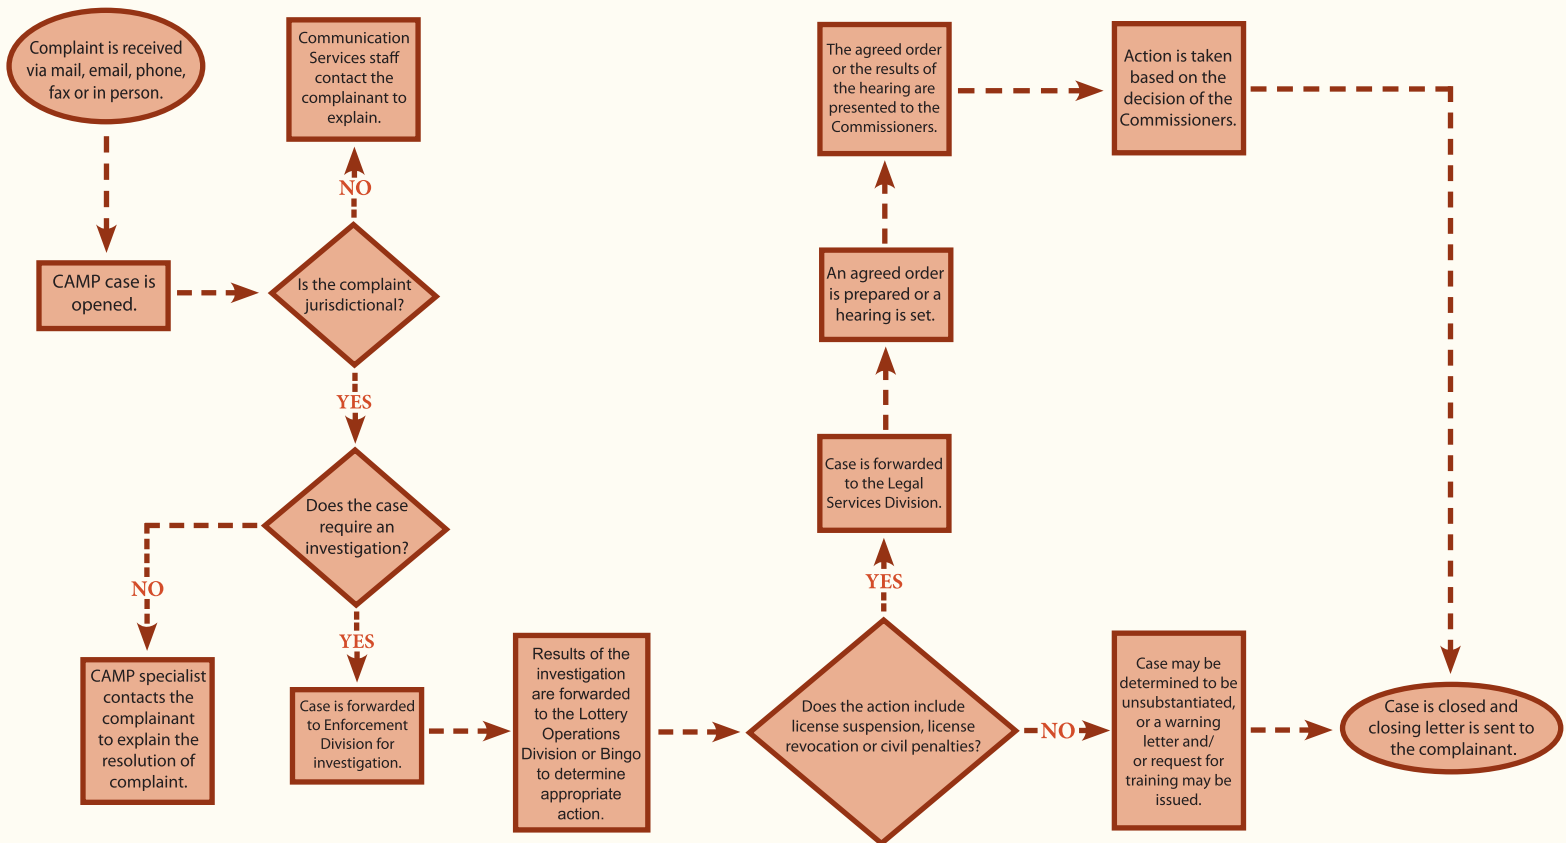 Complaint is received
via mail, email, phone,
fax or in person.
CAMP case is
opened.
Is the complaint
jurisdictional?
NO
Communication
Services staff
contact the
complainant to
explain.
YES
Does the case
require an
investigation?
NO
CAMP specialist
contacts the
complainant
to explain the
resolution of
complaint.
YES
Case is forwarded
to Enforcement
Division for
investigation.
Results of the
investigation
are forwarded
to the Lottery
Operations
Division or Bingo
to determine
appropriate
action.
Does the action include
license suspension, license
revocation or civil penalties?
YES
Case is forwarded
to the Legal
Services Division.
An agreed order
is prepared or a
hearing is set.
The agreed order
or the results of
the hearing are
presented to the
Commissioners.
Action is taken
based on the
decision of the
Commissioners.
NO
Case may be
determined to be
unsubstantiated,
or a warning
letter and/
or request for
training may be
issued.
Case is closed and
closing letter is sent to
the complainant.